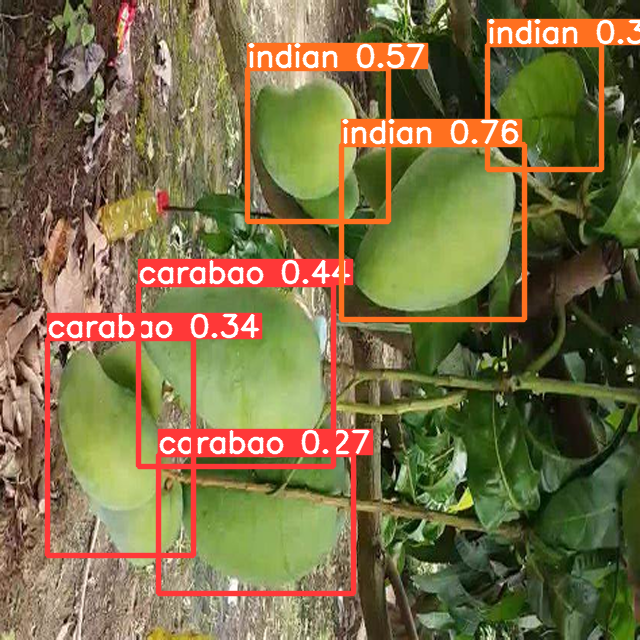 indian 0.3
indian 0.57
indian 0.76
carabao 0.44
carabao 0.34
carabao 0.27